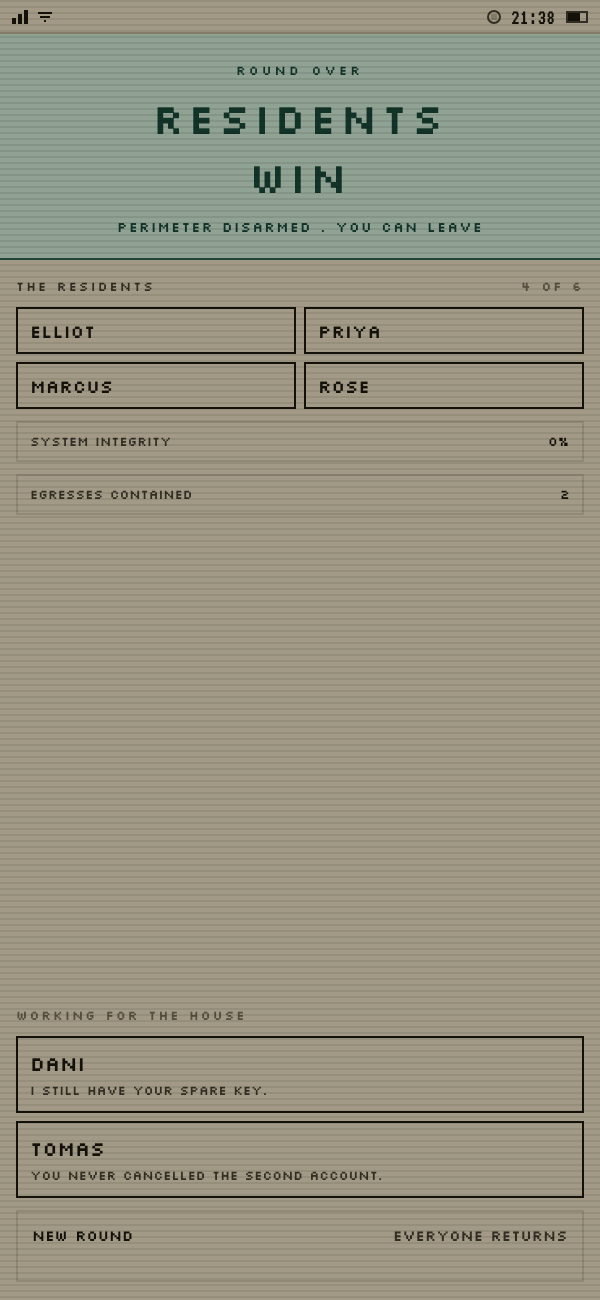 21:38
ROUND OVER
RESIDENTS
WIN
PERIMETER DISARMED . YOU CAN LEAVE
THE RESIDENTS 4 OF 6
ELLIOT PRIYA
MARCUS ROSE
SYSTEM INTEGRITY 0%
EGRESSES CONTAINED 2
WORKING FOR THE HOUSE
DANI
I STILL HAVE YOUR SPARE KEY.
TOMAS
YOU NEVER CANCELLED THE SECOND ACCOUNT.
NEW ROUND EVERYONE RETURNS